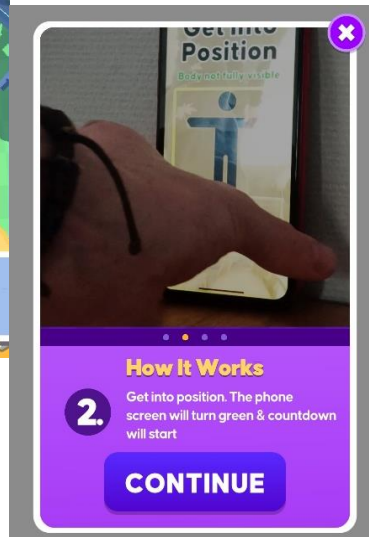 Get Into
Position
Body not fully visible
How It Works
2.
Get into position. The phone
screen will turn green & countdown
will start
CONTINUE